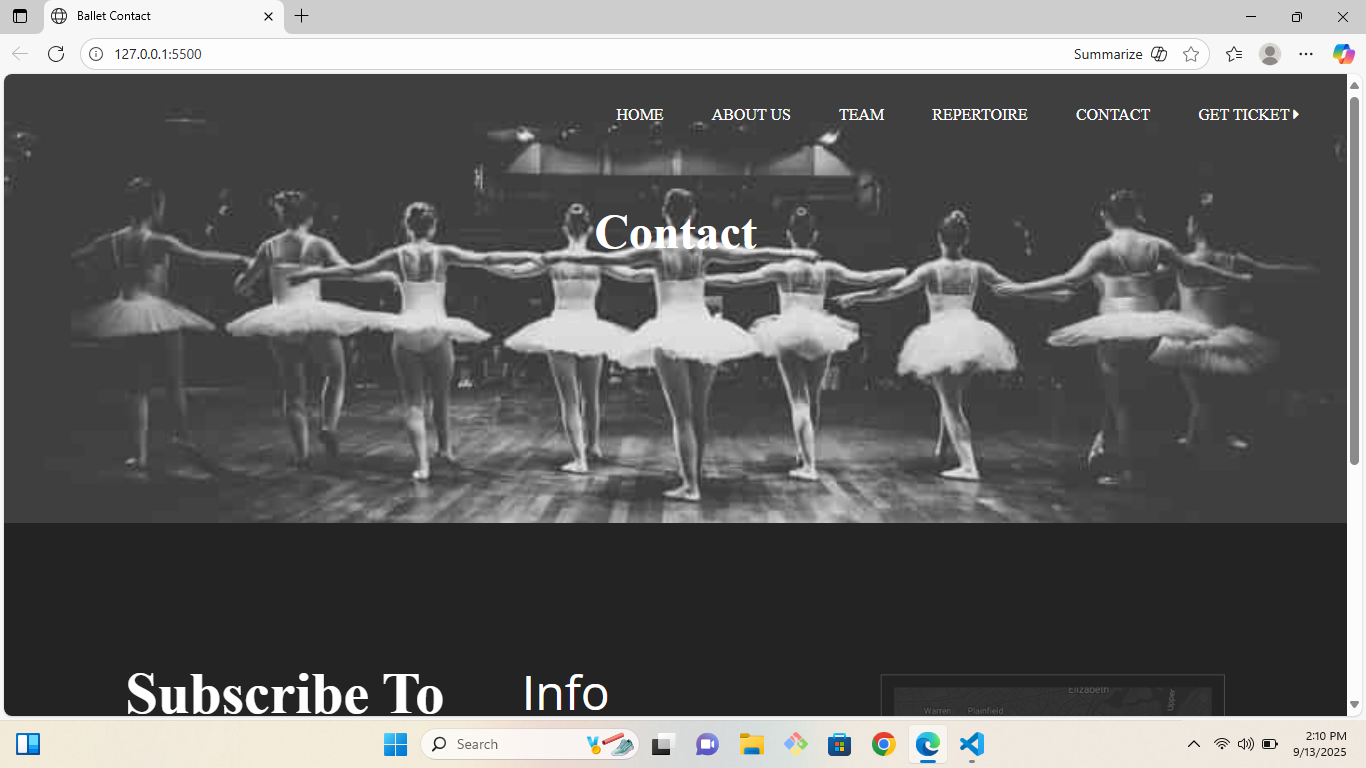 Ballet Contact
127.0.0.1:5500
Summarize
HOME ABOUT US TEAM REPERTOIRE CONTACT GET TICKET
Contact
Subscribe To
Info
Elizabeth
Upper
Warren Plainfield
Search
2:10 PM
9/13/2025